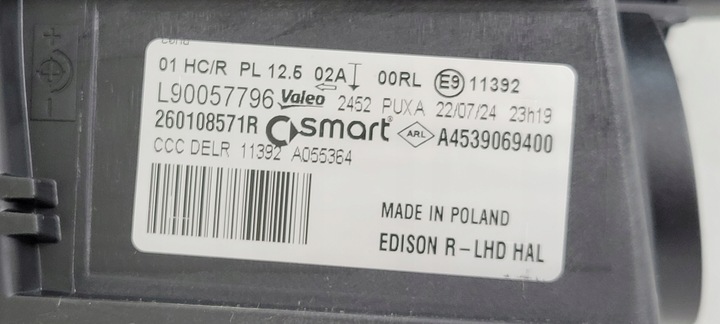 01 HC/R PL 12.5 02A 00RL E9 11392
L90057796 Valeo 2452 PUXA 22/07/24 23h19
260108571R smart ARL A4539069400
CCC DELR 11392 A055364
MADE IN POLAND
EDISON R-LHD HAL